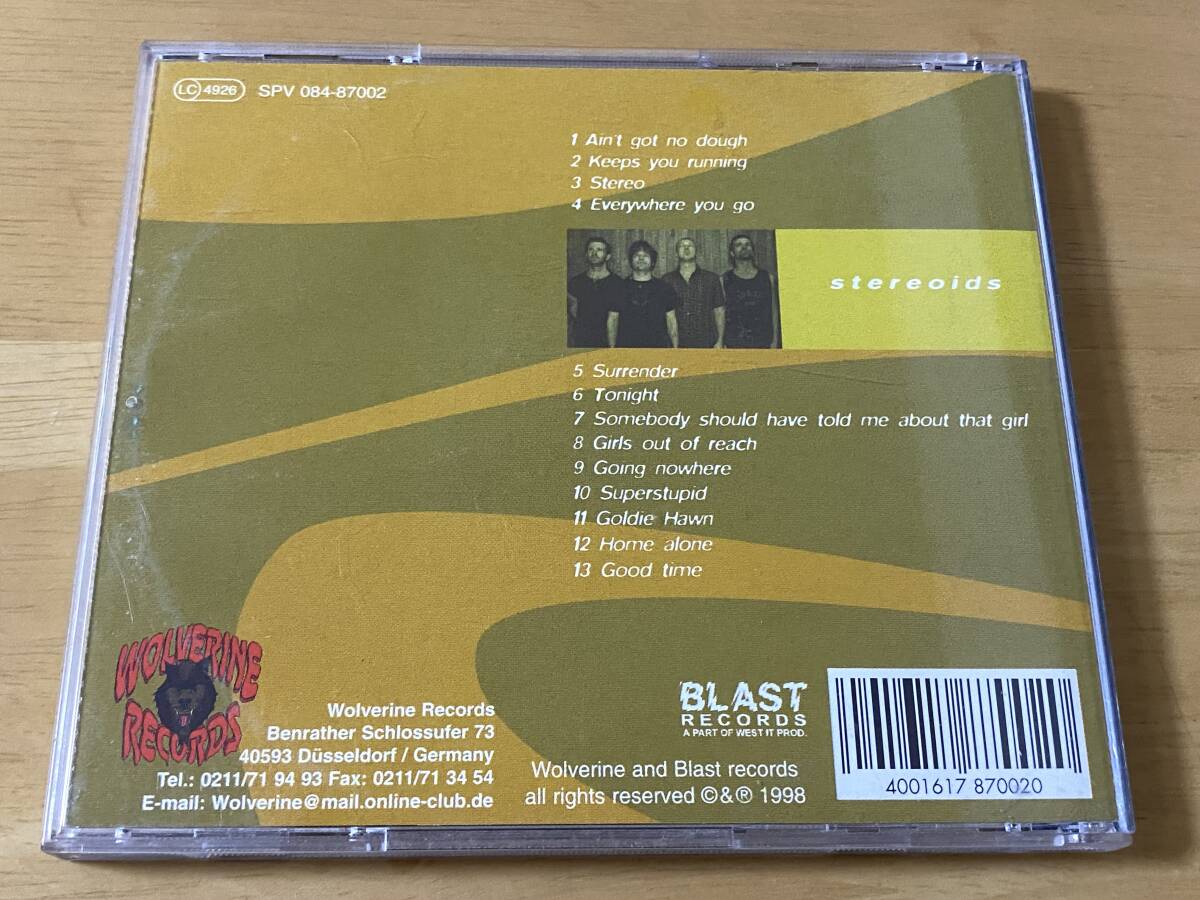 LC 4926 SPV 084-87002
1 Ain't got no dough
2 Keeps you running
3 Stereo
4 Everywhere you go
stereoids
5 Surrender
6 Tonight
7 Somebody should have told me about that girl
8 Girls out of reach
9 Going nowhere
10 Superstupid
11 Goldie Hawn
12 Home alone
13 Good time
WOLVERINE
RECORDS
Wolverine Records
Benrather Schlossufer 73
40593 Düsseldorf / Germany
Tel.: 0211/71 94 93 Fax: 0211/71 34 54
E-mail: Wolverine@mail.online-club.de
BLAST
RECORDS
A PART OF WEST IT PROD.
Wolverine and Blast records
all rights reserved ©&℗ 1998
4001617 870020